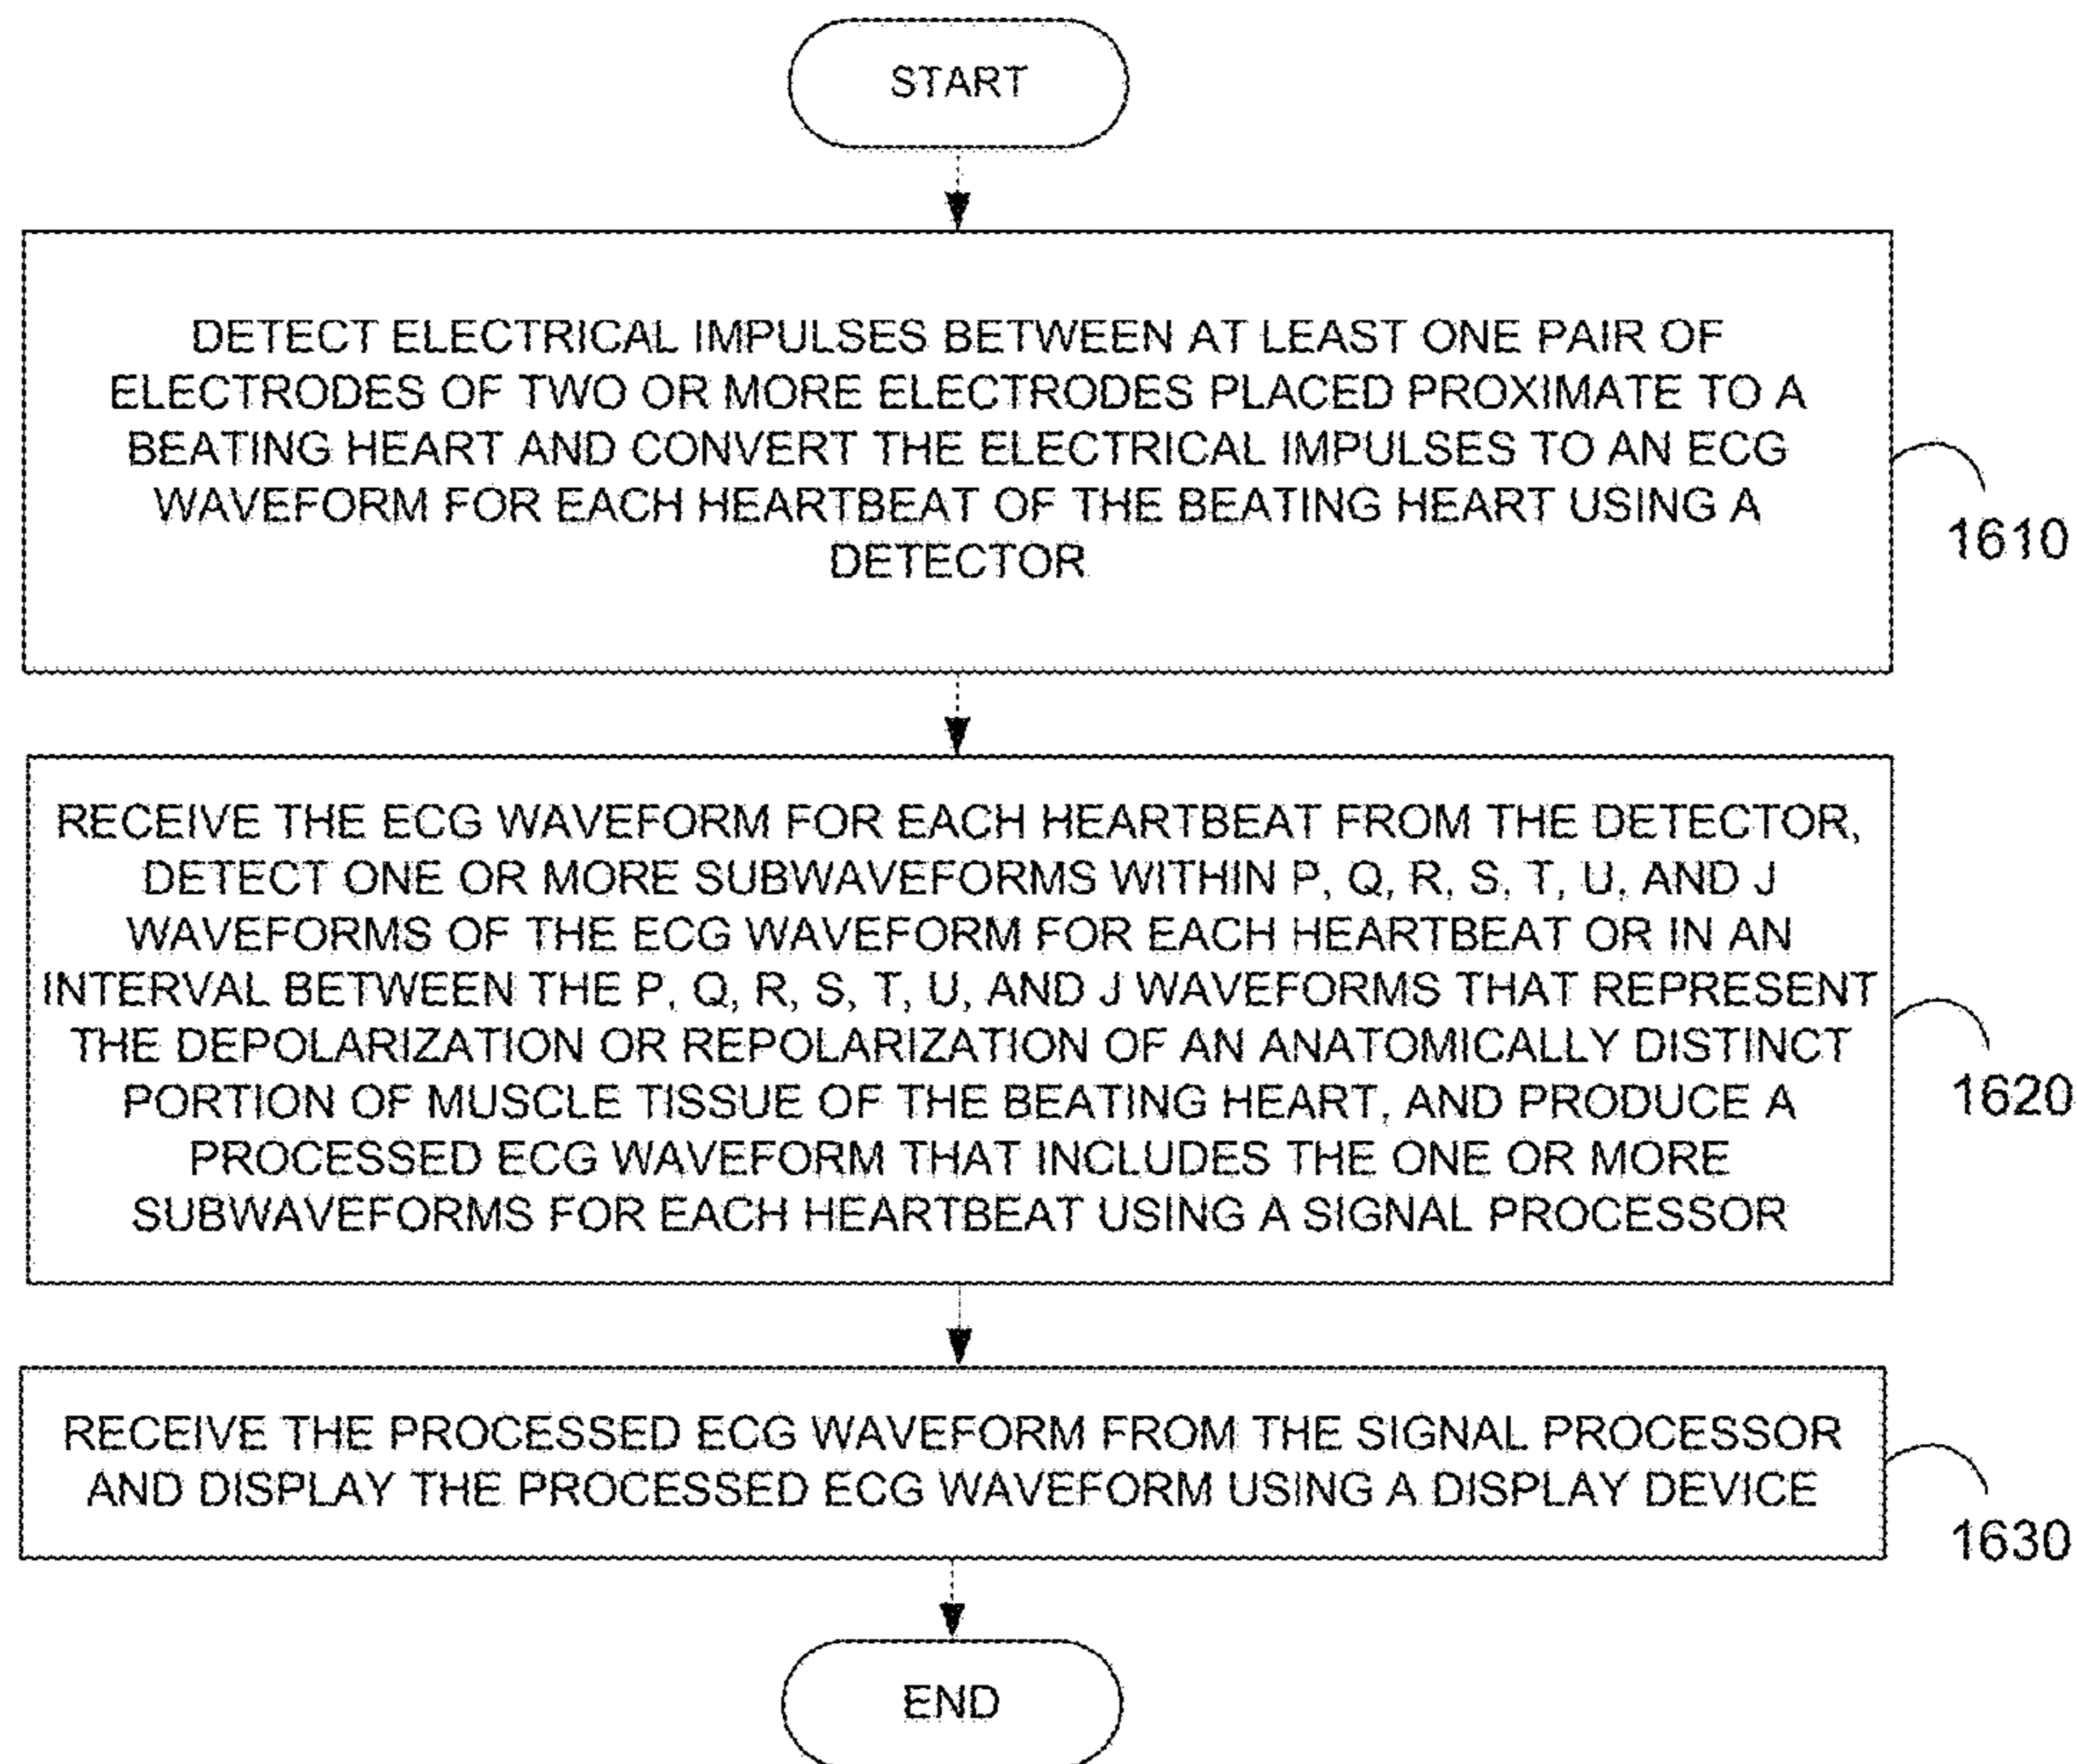 START
DETECT ELECTRICAL IMPULSES BETWEEN AT LEAST ONE PAIR OF
ELECTRODES OF TWO OR MORE ELECTRODES PLACED PROXIMATE TO A
BEATING HEART AND CONVERT THE ELECTRICAL IMPULSES TO AN ECG
WAVEFORM FOR EACH HEARTBEAT OF THE BEATING HEART USING A
DETECTOR
1610
RECEIVE THE ECG WAVEFORM FOR EACH HEARTBEAT FROM THE DETECTOR,
DETECT ONE OR MORE SUBWAVEFORMS WITHIN P, Q, R, S, T, U, AND J
WAVEFORMS OF THE ECG WAVEFORM FOR EACH HEARTBEAT OR IN AN
INTERVAL BETWEEN THE P, Q, R, S, T, U, AND J WAVEFORMS THAT REPRESENT
THE DEPOLARIZATION OR REPOLARIZATION OF AN ANATOMICALLY DISTINCT
PORTION OF MUSCLE TISSUE OF THE BEATING HEART, AND PRODUCE A
PROCESSED ECG WAVEFORM THAT INCLUDES THE ONE OR MORE
SUBWAVEFORMS FOR EACH HEARTBEAT USING A SIGNAL PROCESSOR
1620
RECEIVE THE PROCESSED ECG WAVEFORM FROM THE SIGNAL PROCESSOR
AND DISPLAY THE PROCESSED ECG WAVEFORM USING A DISPLAY DEVICE
1630
END